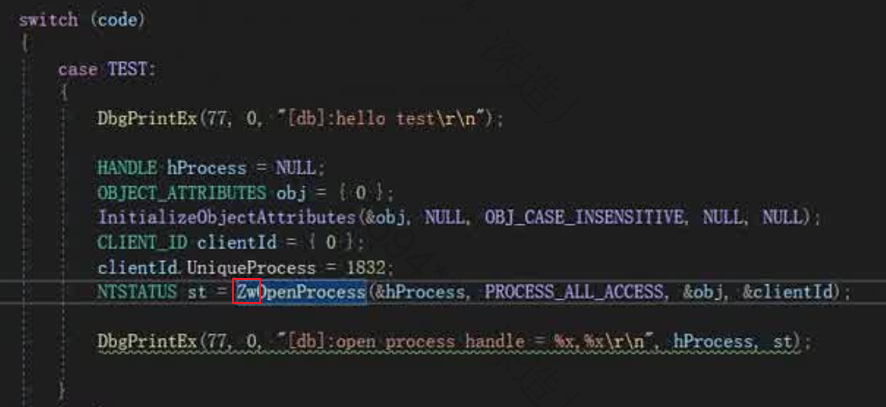 switch (code)
{
case TEST:
{
DbgPrintEx(77, 0, "[db]:hello test\r\n");
HANDLE hProcess = NULL;
OBJECT_ATTRIBUTES obj = { 0 };
InitializeObjectAttributes(&obj, NULL, OBJ_CASE_INSENSITIVE, NULL, NULL);
CLIENT_ID clientId = { 0 };
clientId.UniqueProcess = 1832;
NTSTATUS st = ZwOpenProcess(&hProcess, PROCESS_ALL_ACCESS, &obj, &clientId);
DbgPrintEx(77, 0, "[db]:open process handle = %x,%x\r\n", hProcess, st);
}